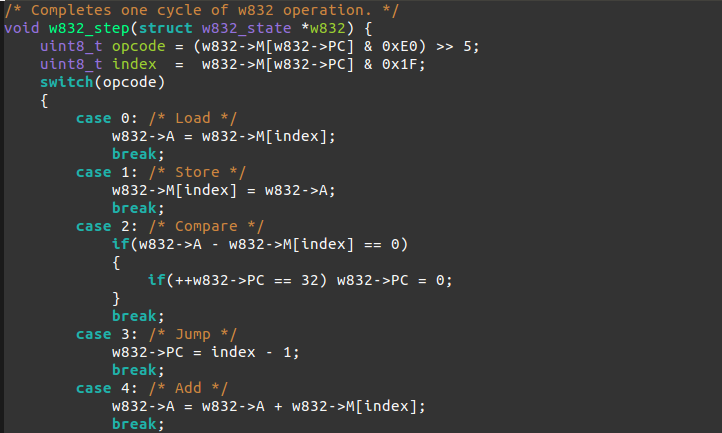 /* Completes one cycle of w832 operation. */
void w832_step(struct w832_state *w832) {
    uint8_t opcode = (w832->M[w832->PC] & 0xE0) >> 5;
    uint8_t index  =  w832->M[w832->PC] & 0x1F;
    switch(opcode)
    {
        case 0: /* Load */
            w832->A = w832->M[index];
            break;
        case 1: /* Store */
            w832->M[index] = w832->A;
            break;
        case 2: /* Compare */
            if(w832->A - w832->M[index] == 0)
            {
                if(++w832->PC == 32) w832->PC = 0;
            }
            break;
        case 3: /* Jump */
            w832->PC = index - 1;
            break;
        case 4: /* Add */
            w832->A = w832->A + w832->M[index];
            break;